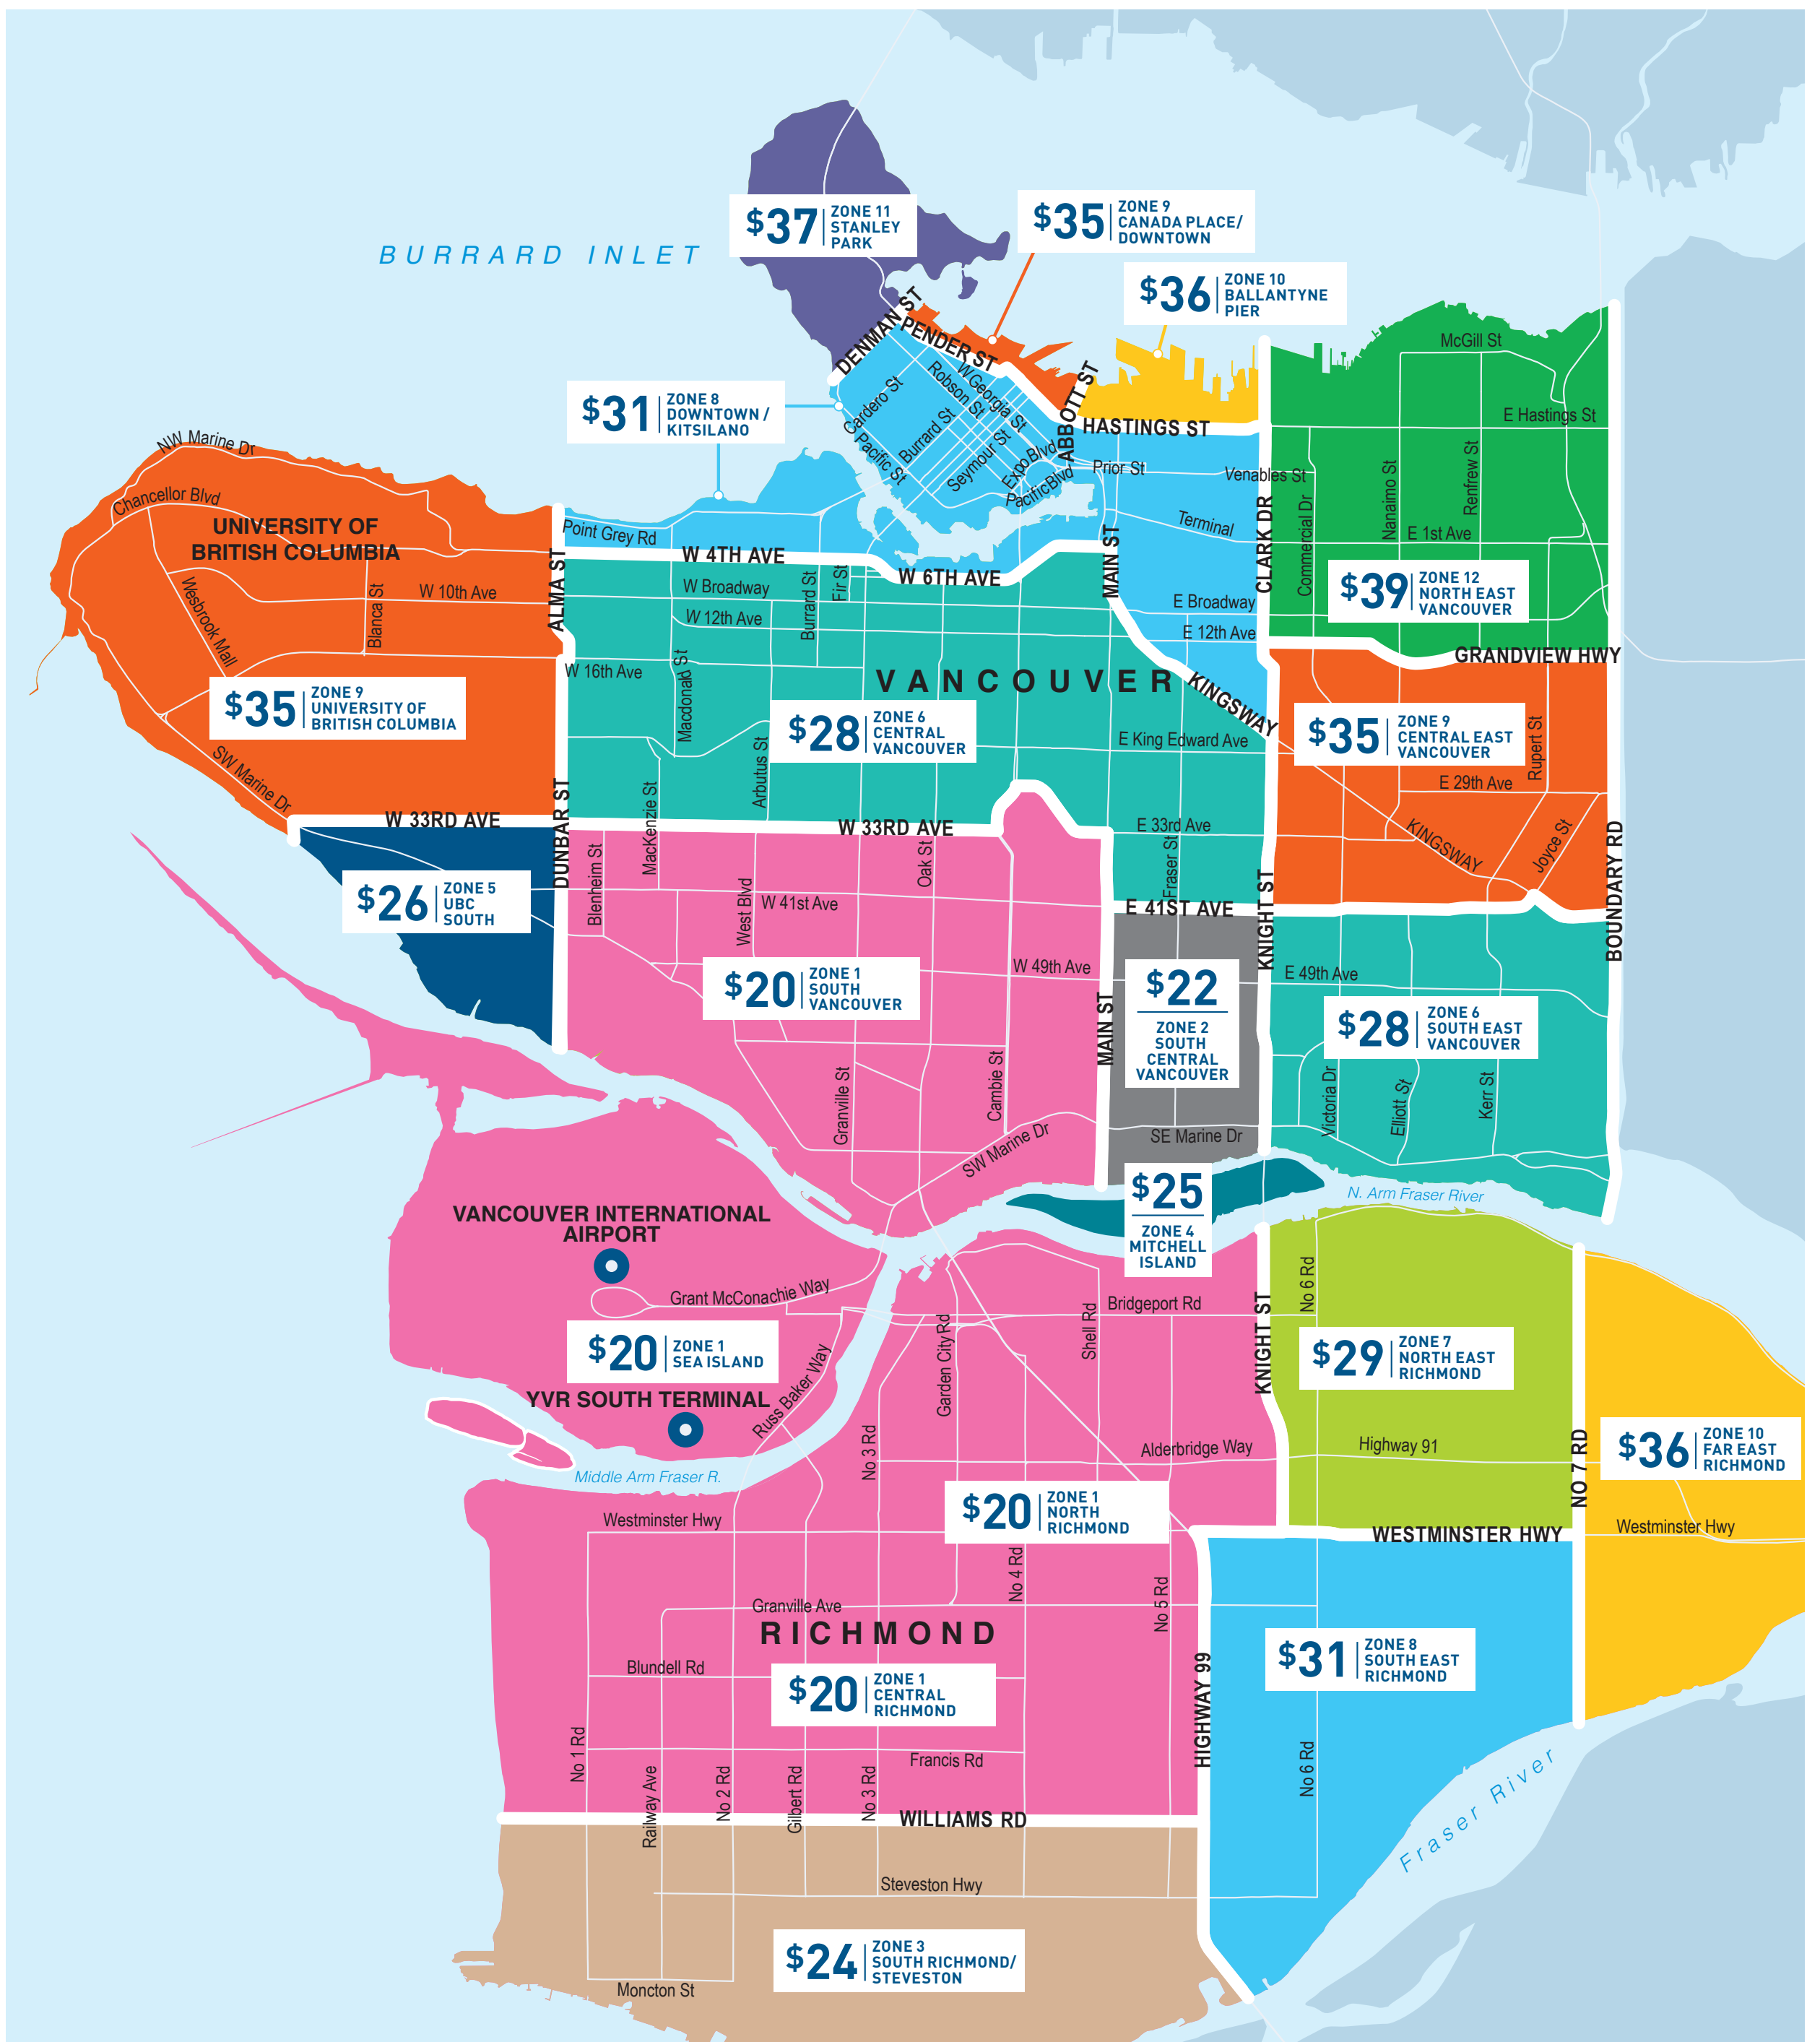 BURRARD INLET
$37
ZONE 11
STANLEY
PARK
$35
ZONE 9
CANADA PLACE/
DOWNTOWN
$36
ZONE 10
BALLANTYNE
PIER
DENMAN ST
PENDER ST
W Georgia St
Robson St
Cardero St
Burrard St
Pacific St
Seymour St
Expo Blvd
Pacific Blvd
ABBOTT ST
HASTINGS ST
Prior St
Venables St
Terminal
McGill St
E Hastings St
Nanaimo St
Renfrew St
Commercial Dr
E 1st Ave
CLARK DR
$39
ZONE 12
NORTH EAST
VANCOUVER
GRANDVIEW HWY
$31
ZONE 8
DOWNTOWN /
KITSILANO
NW Marine Dr
Chancellor Blvd
UNIVERSITY OF
BRITISH COLUMBIA
Wesbrook Mall
Blanca St
W 10th Ave
ALMA ST
$35
ZONE 9
UNIVERSITY OF
BRITISH COLUMBIA
SW Marine Dr
W 33RD AVE
DUNBAR ST
Point Grey Rd
W 4TH AVE
W 6TH AVE
W Broadway
W 12th Ave
Burrard St
Fir St
W 16th Ave
Macdonald St
MAIN ST
E Broadway
E 12th Ave
VANCOUVER
KINGSWAY
$28
ZONE 6
CENTRAL
VANCOUVER
Arbutus St
MacKenzie St
E King Edward Ave
E 33rd Ave
Fraser St
$35
ZONE 9
CENTRAL EAST
VANCOUVER
Rupert St
E 29th Ave
KINGSWAY
Joyce St
BOUNDARY RD
W 33RD AVE
$26
ZONE 5
UBC
SOUTH
Blenheim St
West Blvd
Oak St
W 41st Ave
W 49th Ave
$20
ZONE 1
SOUTH
VANCOUVER
Granville St
Cambie St
SW Marine Dr
MAIN ST
E 41ST AVE
KNIGHT ST
$22
ZONE 2
SOUTH
CENTRAL
VANCOUVER
SE Marine Dr
E 49th Ave
$28
ZONE 6
SOUTH EAST
VANCOUVER
Victoria Dr
Elliott St
Kerr St
$25
ZONE 4
MITCHELL
ISLAND
N. Arm Fraser River
VANCOUVER INTERNATIONAL
AIRPORT
Grant McConachie Way
$20
ZONE 1
SEA ISLAND
YVR SOUTH TERMINAL
Russ Baker Way
Middle Arm Fraser R.
Bridgeport Rd
Garden City Rd
Shell Rd
No 3 Rd
KNIGHT ST
No 6 Rd
$29
ZONE 7
NORTH EAST
RICHMOND
Alderbridge Way
Highway 91
NO 7 RD
$36
ZONE 10
FAR EAST
RICHMOND
$20
ZONE 1
NORTH
RICHMOND
Westminster Hwy
WESTMINSTER HWY
Westminster Hwy
No 4 Rd
No 5 Rd
Granville Ave
RICHMOND
Blundell Rd
$20
ZONE 1
CENTRAL
RICHMOND
HIGHWAY 99
$31
ZONE 8
SOUTH EAST
RICHMOND
No 1 Rd
Railway Ave
No 2 Rd
Gilbert Rd
No 3 Rd
Francis Rd
No 6 Rd
WILLIAMS RD
Fraser River
Steveston Hwy
$24
ZONE 3
SOUTH RICHMOND/
STEVESTON
Moncton St